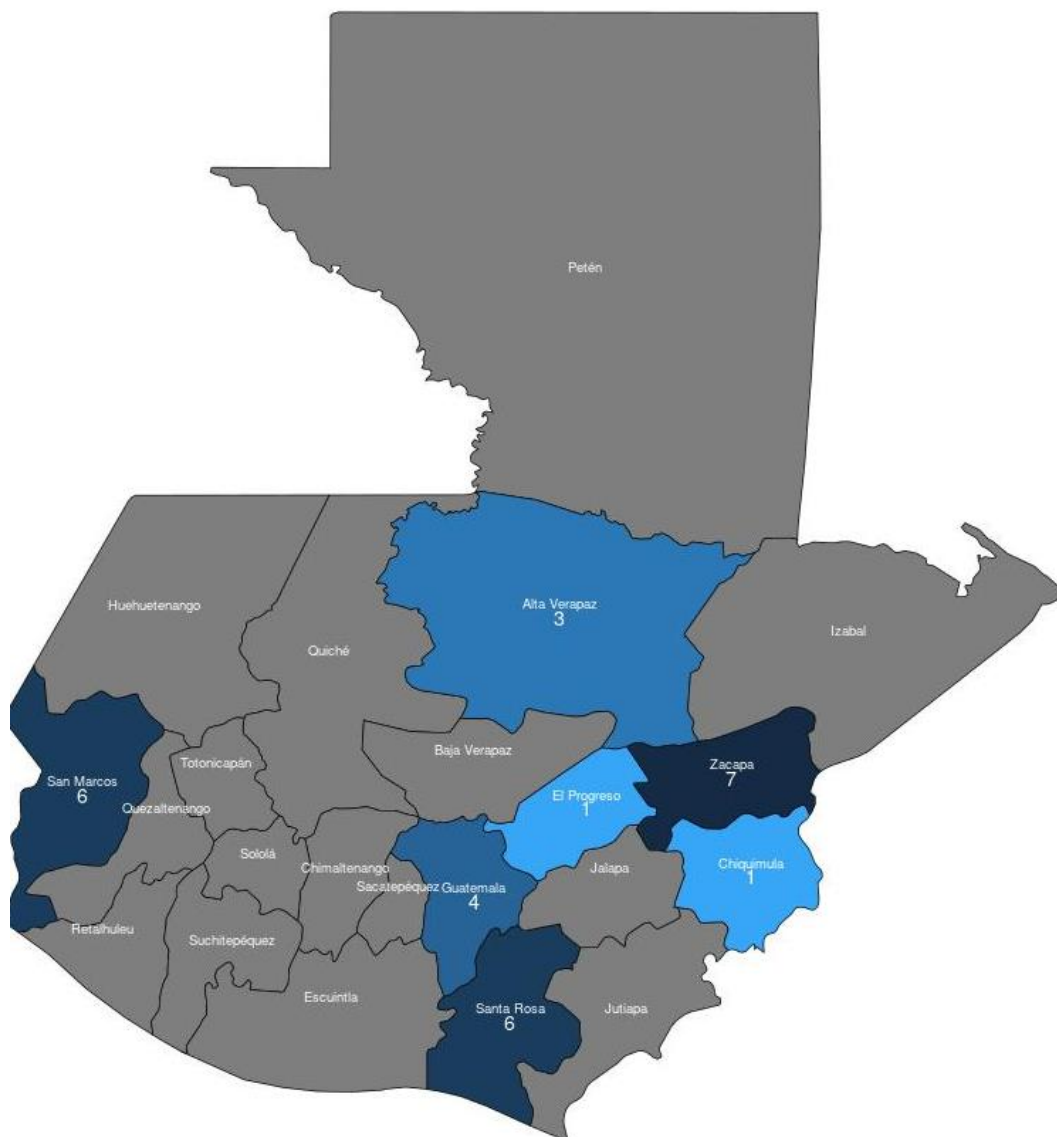 Petén
Alta Verapaz
3
Huehuetenango
Izabal
Quiché
Baja Verapaz
Totonicapán
Zacapa
7
San Marcos
6
El Progreso
1
Quezaltenango
Sololá
Chimaltenango
Jalapa
Chiquimula
1
Sacatepéquez
Guatemala
4
Retalhuleu
Suchitepéquez
Escuintla
Santa Rosa
6
Jutiapa